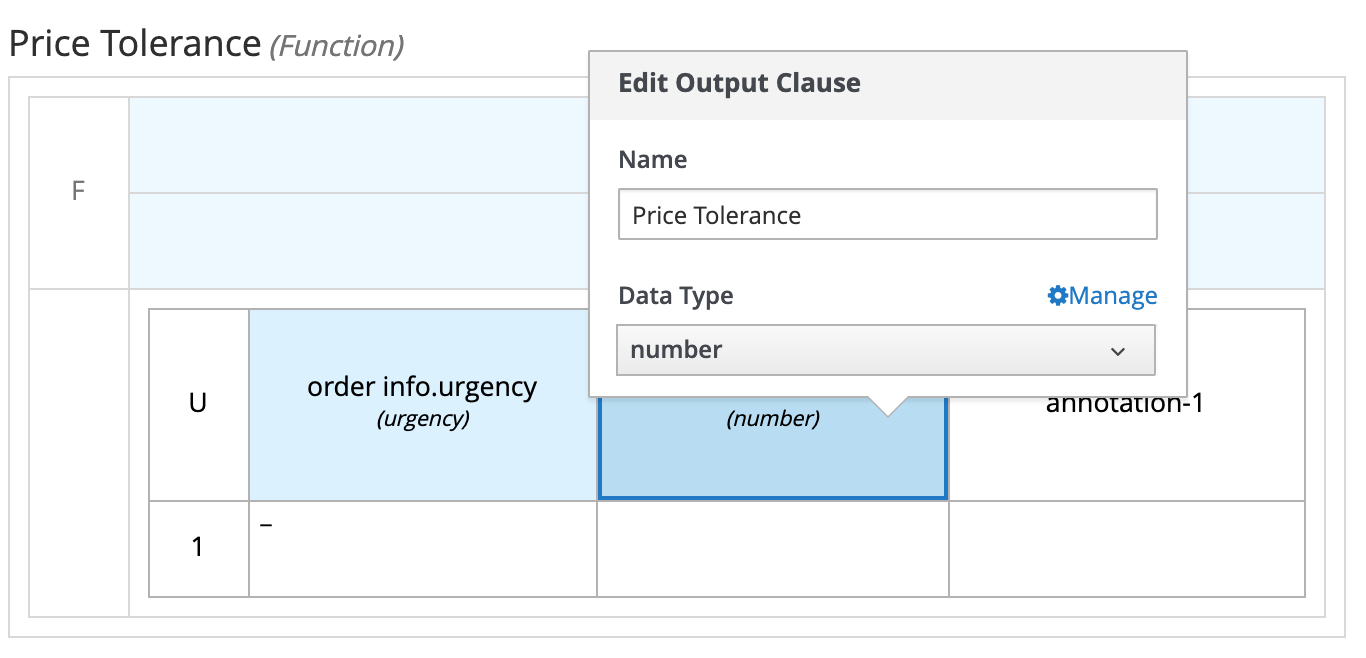 Price Tolerance (Function)
Edit Output Clause
Name
F
Price Tolerance
Data Type
Manage
number
U
order info.urgency
(urgency)
(number)
annotation-1
1
–